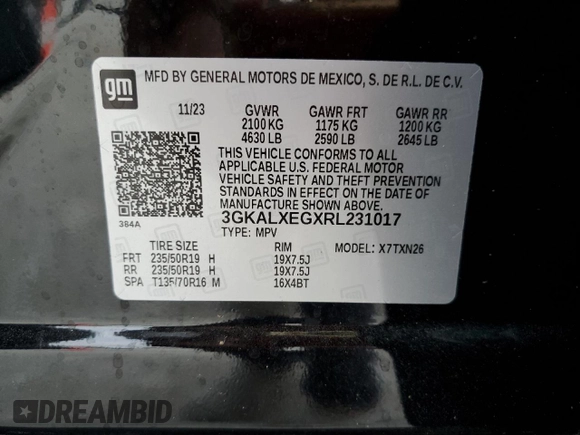 gm
MFD BY GENERAL MOTORS DE MEXICO, S. DE R.L. DE C.V.
11/23 GVWR GAWR FRT GAWR RR
2100 KG 1175 KG 1200 KG
4630 LB 2590 LB 2645 LB
THIS VEHICLE CONFORMS TO ALL
APPLICABLE U.S. FEDERAL MOTOR
VEHICLE SAFETY STANDARDS IN
EFFECT ON THE DATE OF
MANUFACTURE SHOWN ABOVE.
384A 3GKALXEGXRL231017
TYPE: MPV
TIRE SIZE RIM MODEL: X7TXN26
FRT 235/50R19 H 19X7.5J
RR 235/50R19 H 19X7.5J
SPA T135/70R16 M 16X4BT
DREAMBID